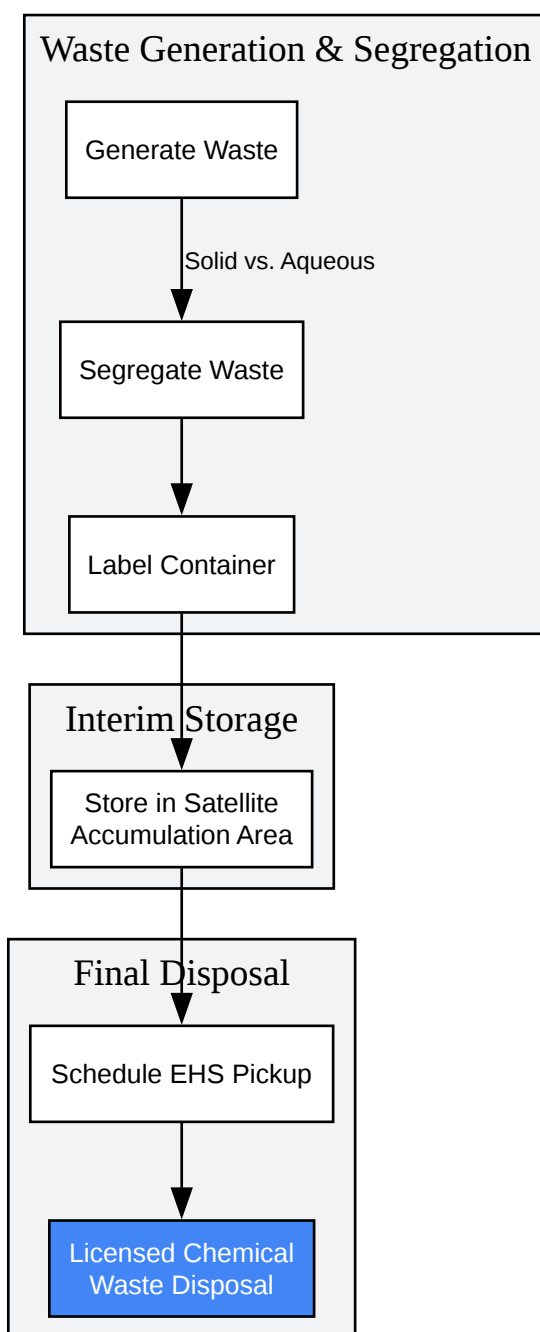 Waste Generation & Segregation
Generate Waste
Solid vs. Aqueous
Segregate Waste
Label Container
Interim Storage
Store in Satellite
Accumulation Area
Final Disposal
Schedule EHS Pickup
Licensed Chemical
Waste Disposal